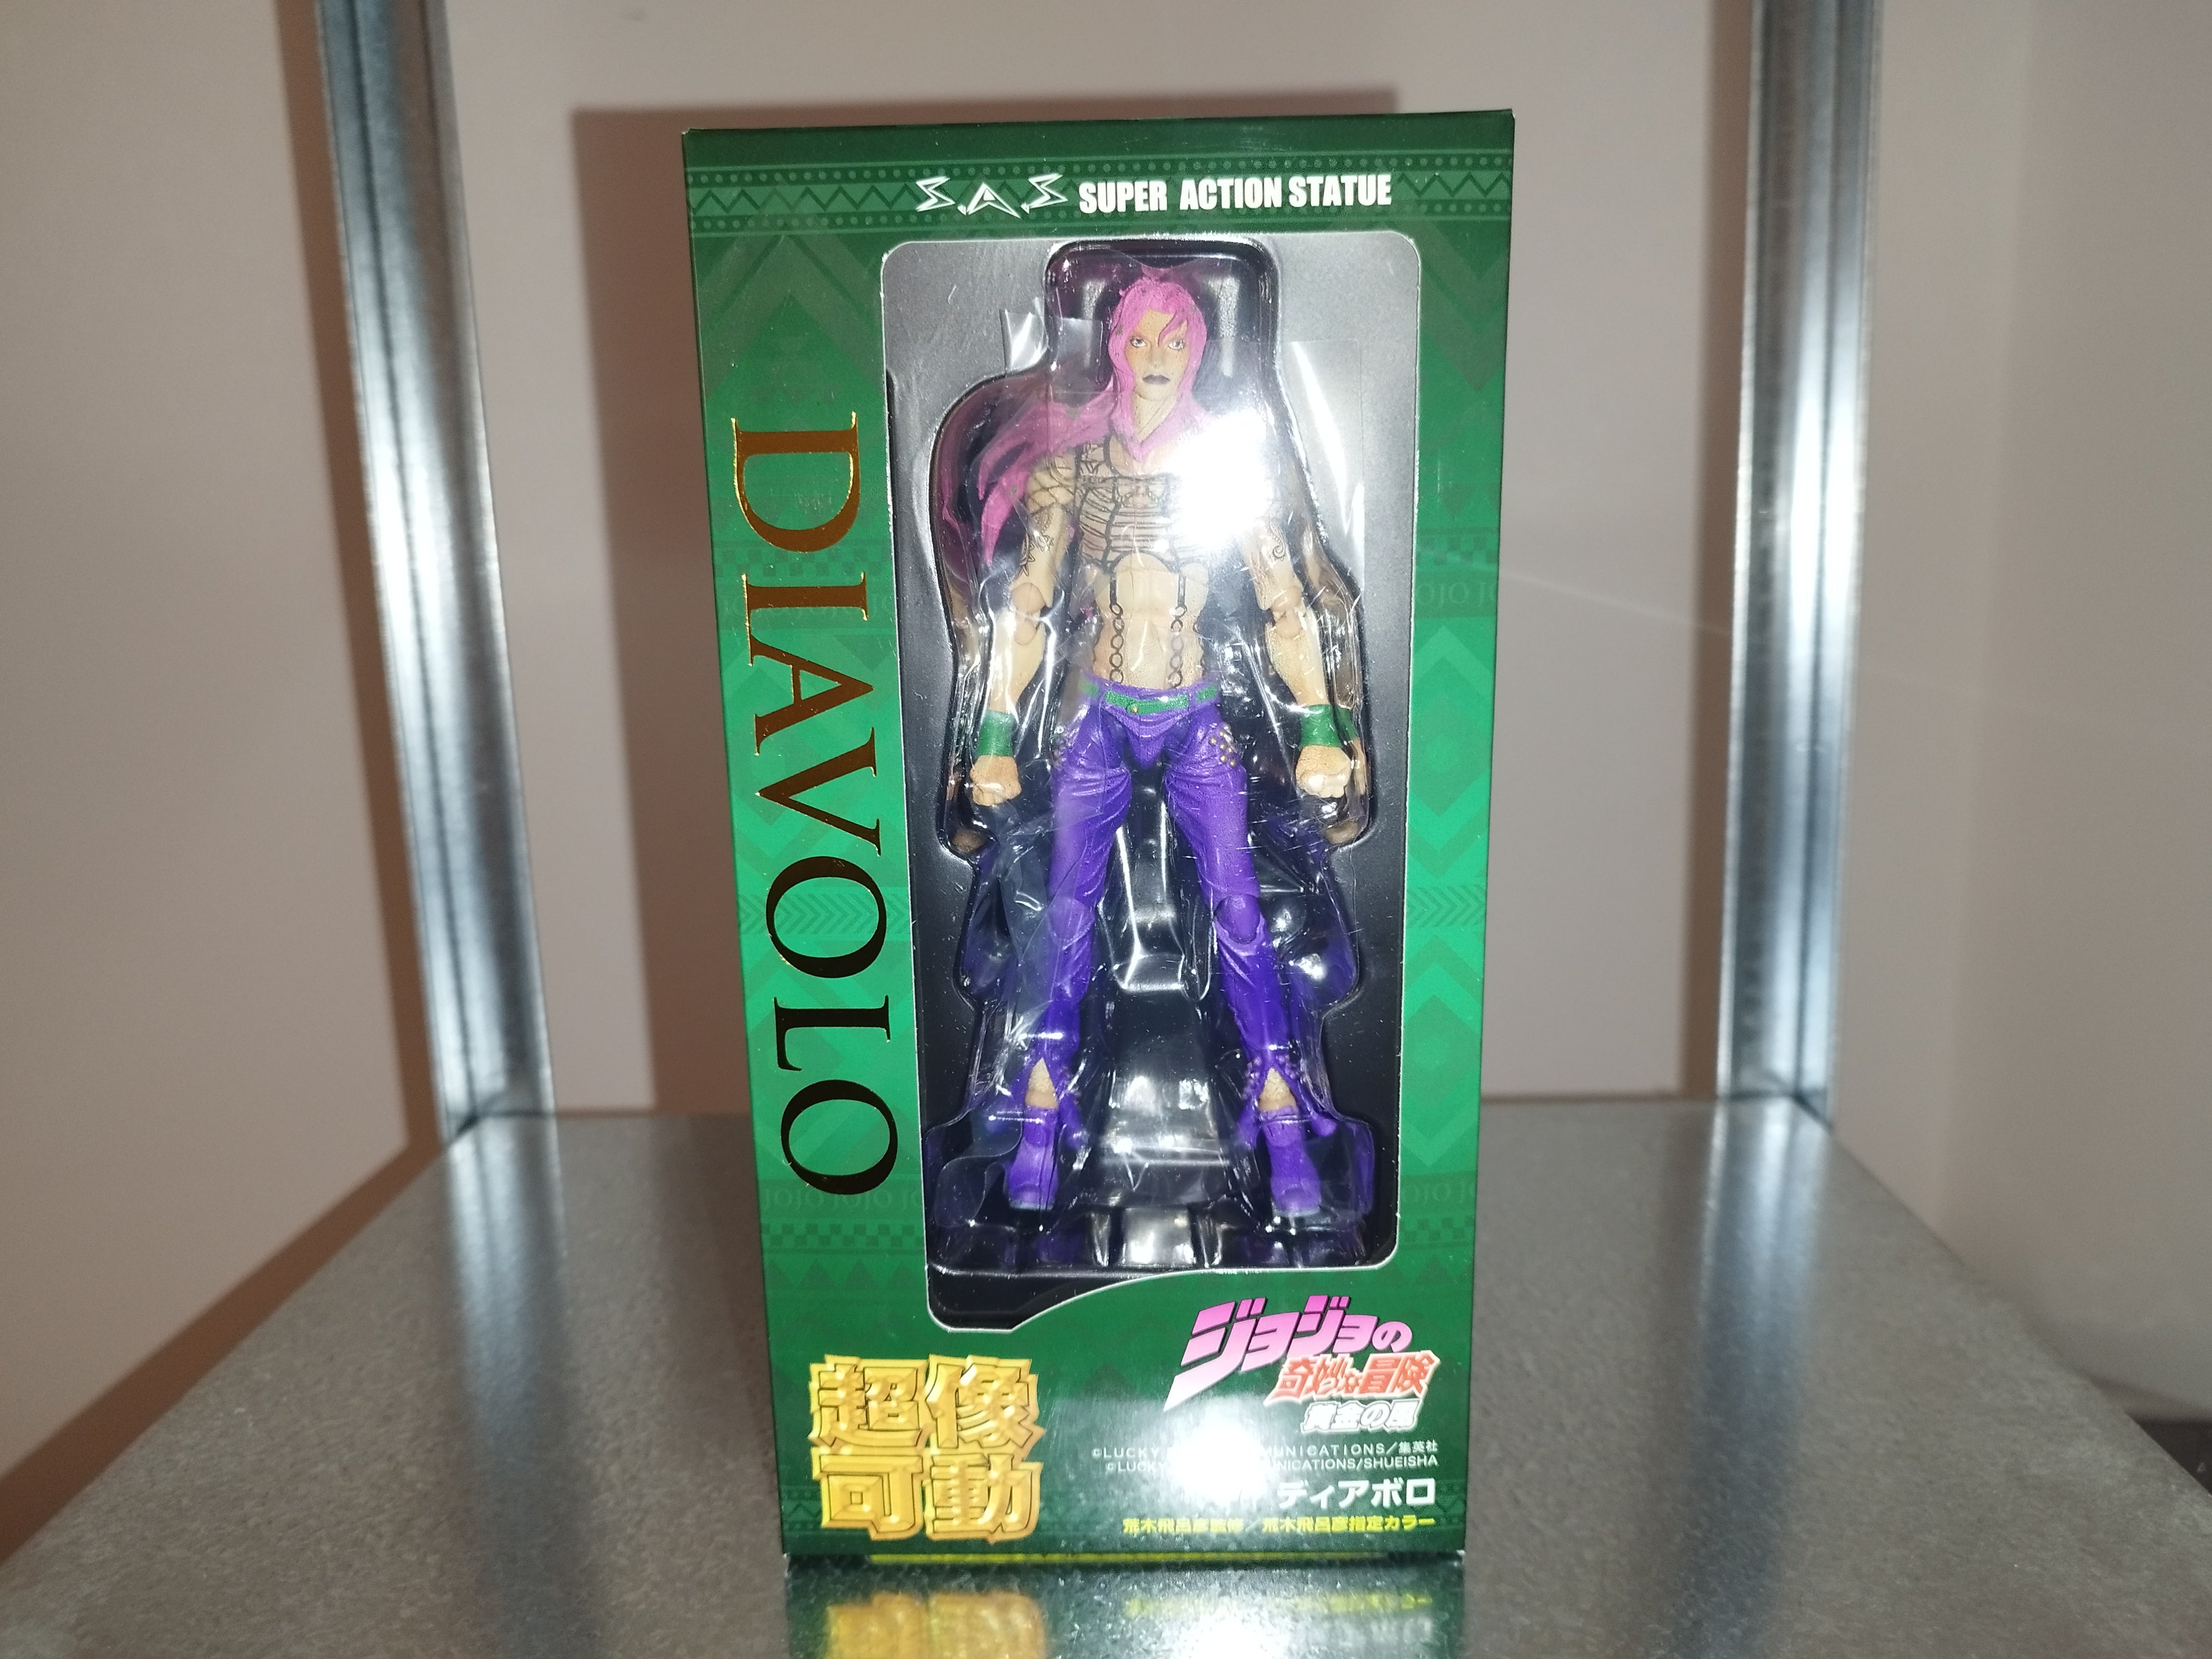 S.A.S SUPER ACTION STATUE
DIAVOLO
ジョジョの
奇妙な冒険
黄金の風
超像
可動
©LUCKY MUNICATIONS/集英社
©LUCKY NICATIONS/SHUEISHA
ディアボロ
荒木飛呂彦監修/荒木飛呂彦指定カラー